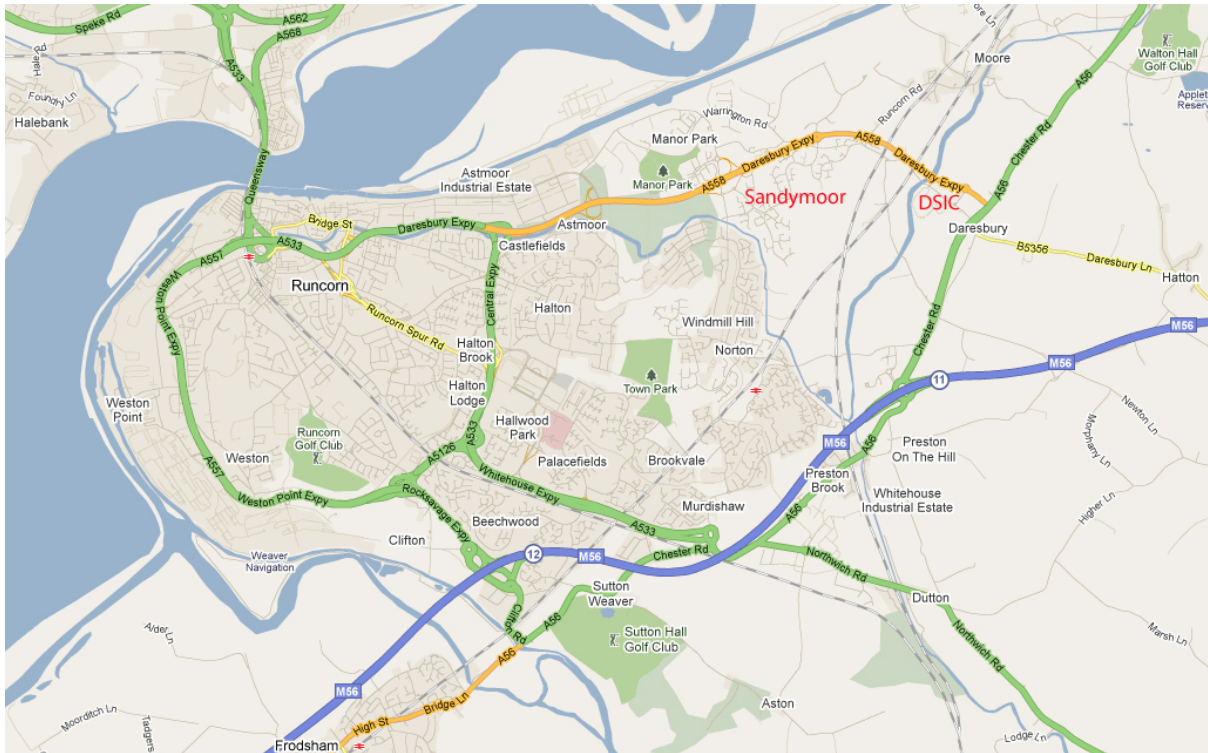 Speke Rd
A562
A568
A533
Hale Rd
Foundry Ln
Halebank
Queensway
Moore
Runcorn Rd
A56
Chester Rd
Walton Hall
Golf Club
Warrington Rd
Manor Park
Manor Park
Astmoor
Industrial Estate
A558
Daresbury Expy
A558
Daresbury Expy
A56
Sandymoor
DSIC
Daresbury
B5356
Daresbury Ln
Hatton
Bridge St
A533
Daresbury Expy
Castlefields
Astmoor
A557
Weston
Point Expy
Runcorn
Runcorn Spur Rd
Central Expy
Halton
Windmill Hill
Norton
Chester Rd
M56
M56
11
Halton
Brook
Halton
Lodge
Town Park
Hallwood
Park
A533
Weston
Point
Runcorn
Golf Club
Weston
A557
Weston Point Expy
A5126
Palacefields
Brookvale
M56
A56
Preston
On The Hill
Newton Ln
Morphany Ln
Higher Ln
Preston
Brook
Whitehouse
Industrial Estate
Whitehouse Expy
A533
Murdishaw
A56
Rocksavage Expy
Beechwood
Clifton
12
M56
Chester Rd
Northwich Rd
Weaver
Navigation
Sutton
Weaver
Clifton Rd
A56
Dutton
Northwich Rd
Marsh Ln
Sutton Hall
Golf Club
Alder Ln
A56
M56
Moorditch Ln
Tadgers
High St
Bridge Ln
Frodsham
Aston
Lodge Ln